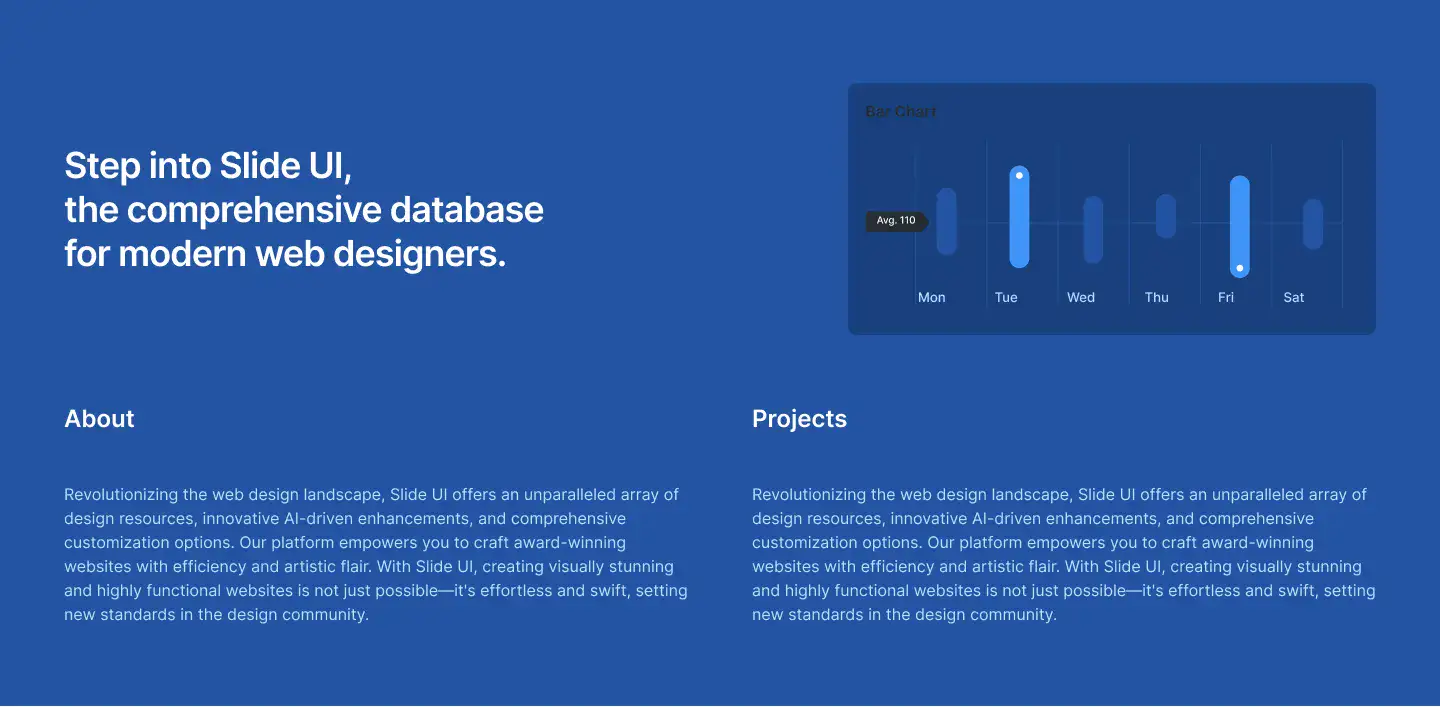 Step into Slide UI,
the comprehensive database
for modern web designers.
Bar Chart
Avg. 110
Mon Tue Wed Thu Fri Sat
About
Revolutionizing the web design landscape, Slide UI offers an unparalleled array of
design resources, innovative AI-driven enhancements, and comprehensive
customization options. Our platform empowers you to craft award-winning
websites with efficiency and artistic flair. With Slide UI, creating visually stunning
and highly functional websites is not just possible—it's effortless and swift, setting
new standards in the design community.
Projects
Revolutionizing the web design landscape, Slide UI offers an unparalleled array of
design resources, innovative AI-driven enhancements, and comprehensive
customization options. Our platform empowers you to craft award-winning
websites with efficiency and artistic flair. With Slide UI, creating visually stunning
and highly functional websites is not just possible—it's effortless and swift, setting
new standards in the design community.